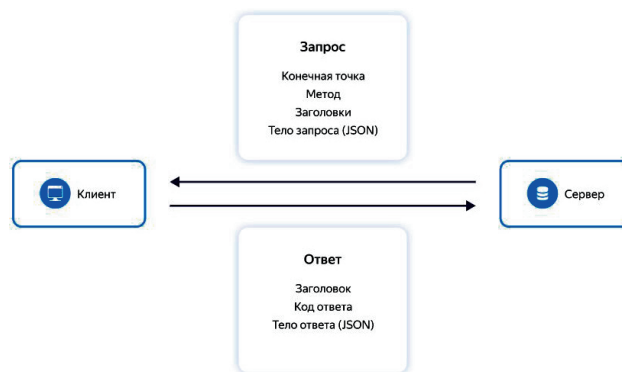 Запрос
Конечная точка
Метод
Заголовки
Тело запроса (JSON)
Клиент
Сервер
Ответ
Заголовок
Код ответа
Тело ответа (JSON)